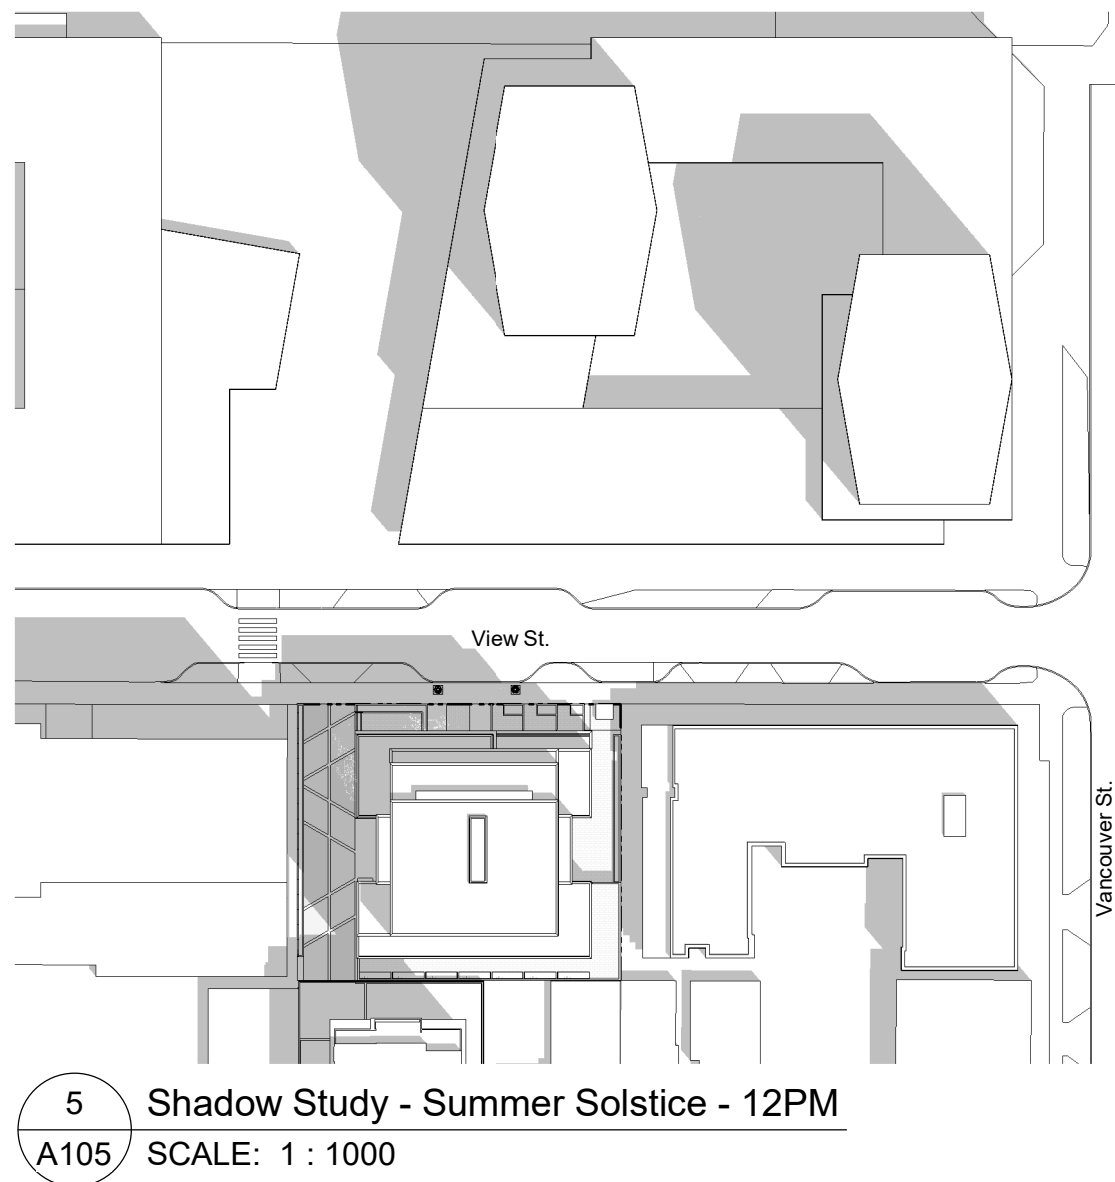 View St.
Vancouver St.
5
A105
Shadow Study - Summer Solstice - 12PM
SCALE: 1 : 1000